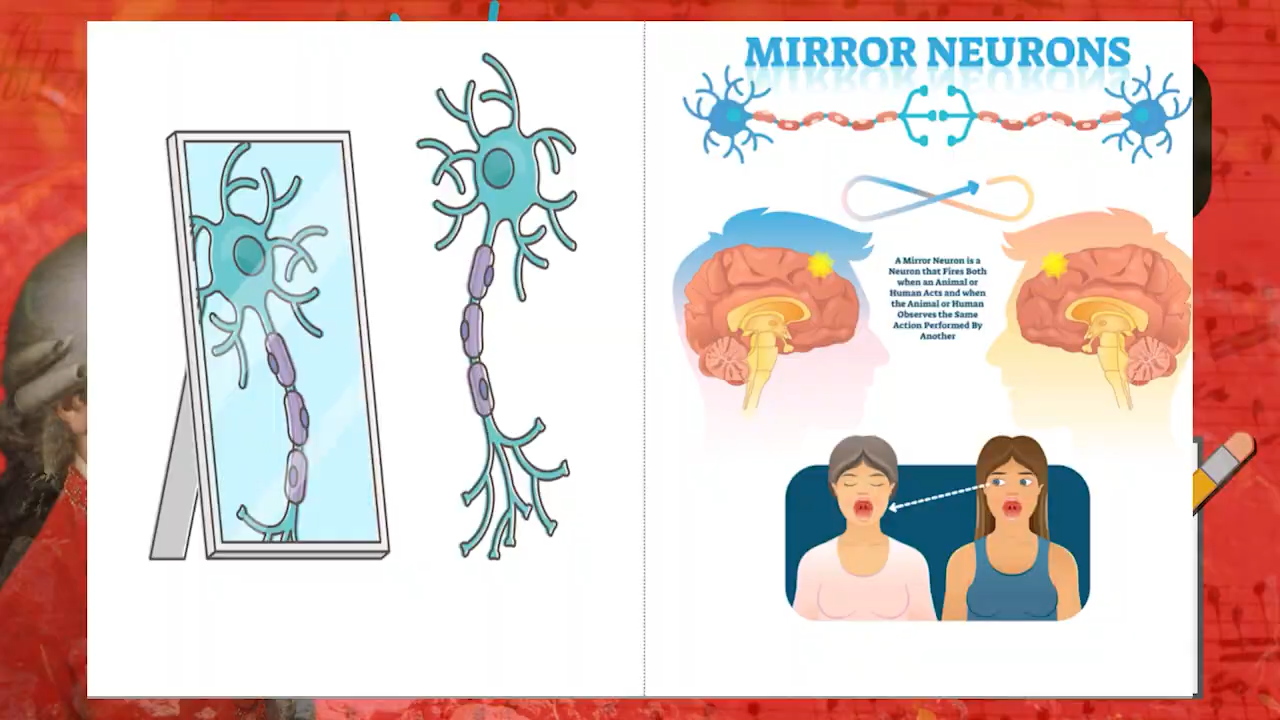 MIRROR NEURONS
A Mirror Neuron is a
Neuron that Fires Both
when an Animal or
Human Acts and when
the Animal or Human
Observes the Same
Action Performed By
Another